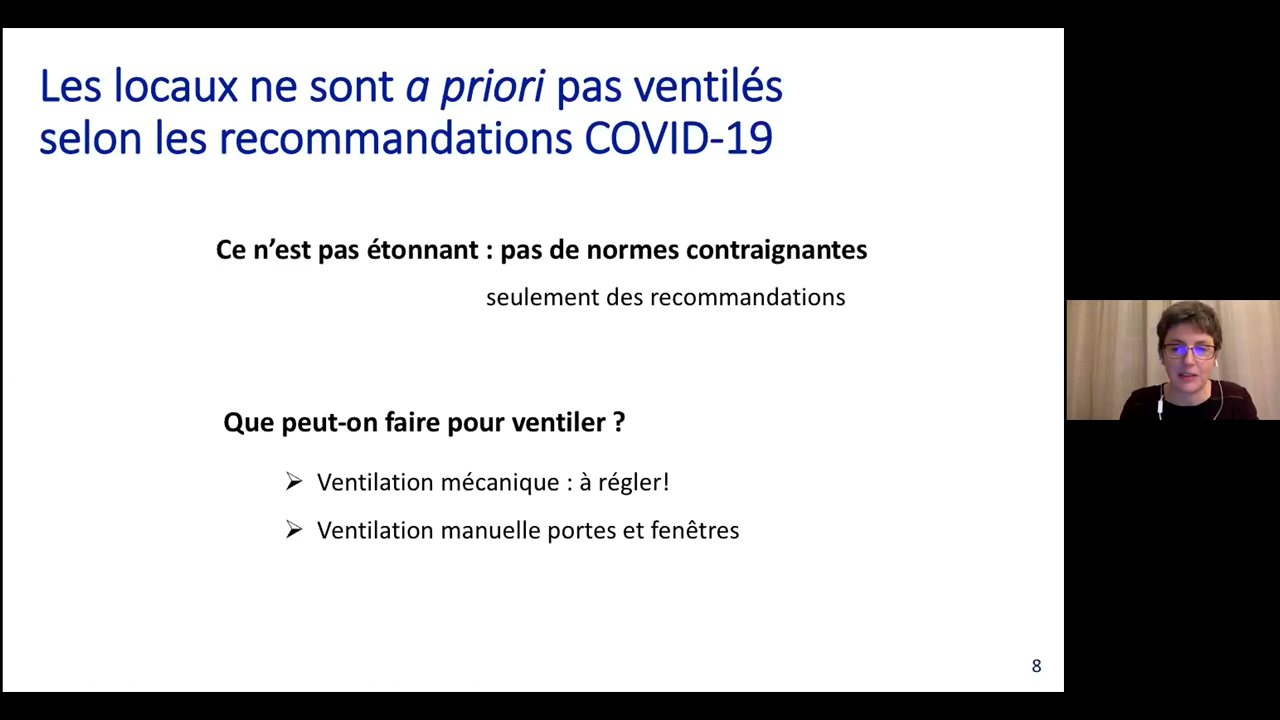 Les locaux ne sont a priori pas ventilés
selon les recommandations COVID-19
Ce n’est pas étonnant : pas de normes contraignantes
seulement des recommandations
Que peut-on faire pour ventiler ?
➢ Ventilation mécanique : à régler!
➢ Ventilation manuelle portes et fenêtres
8